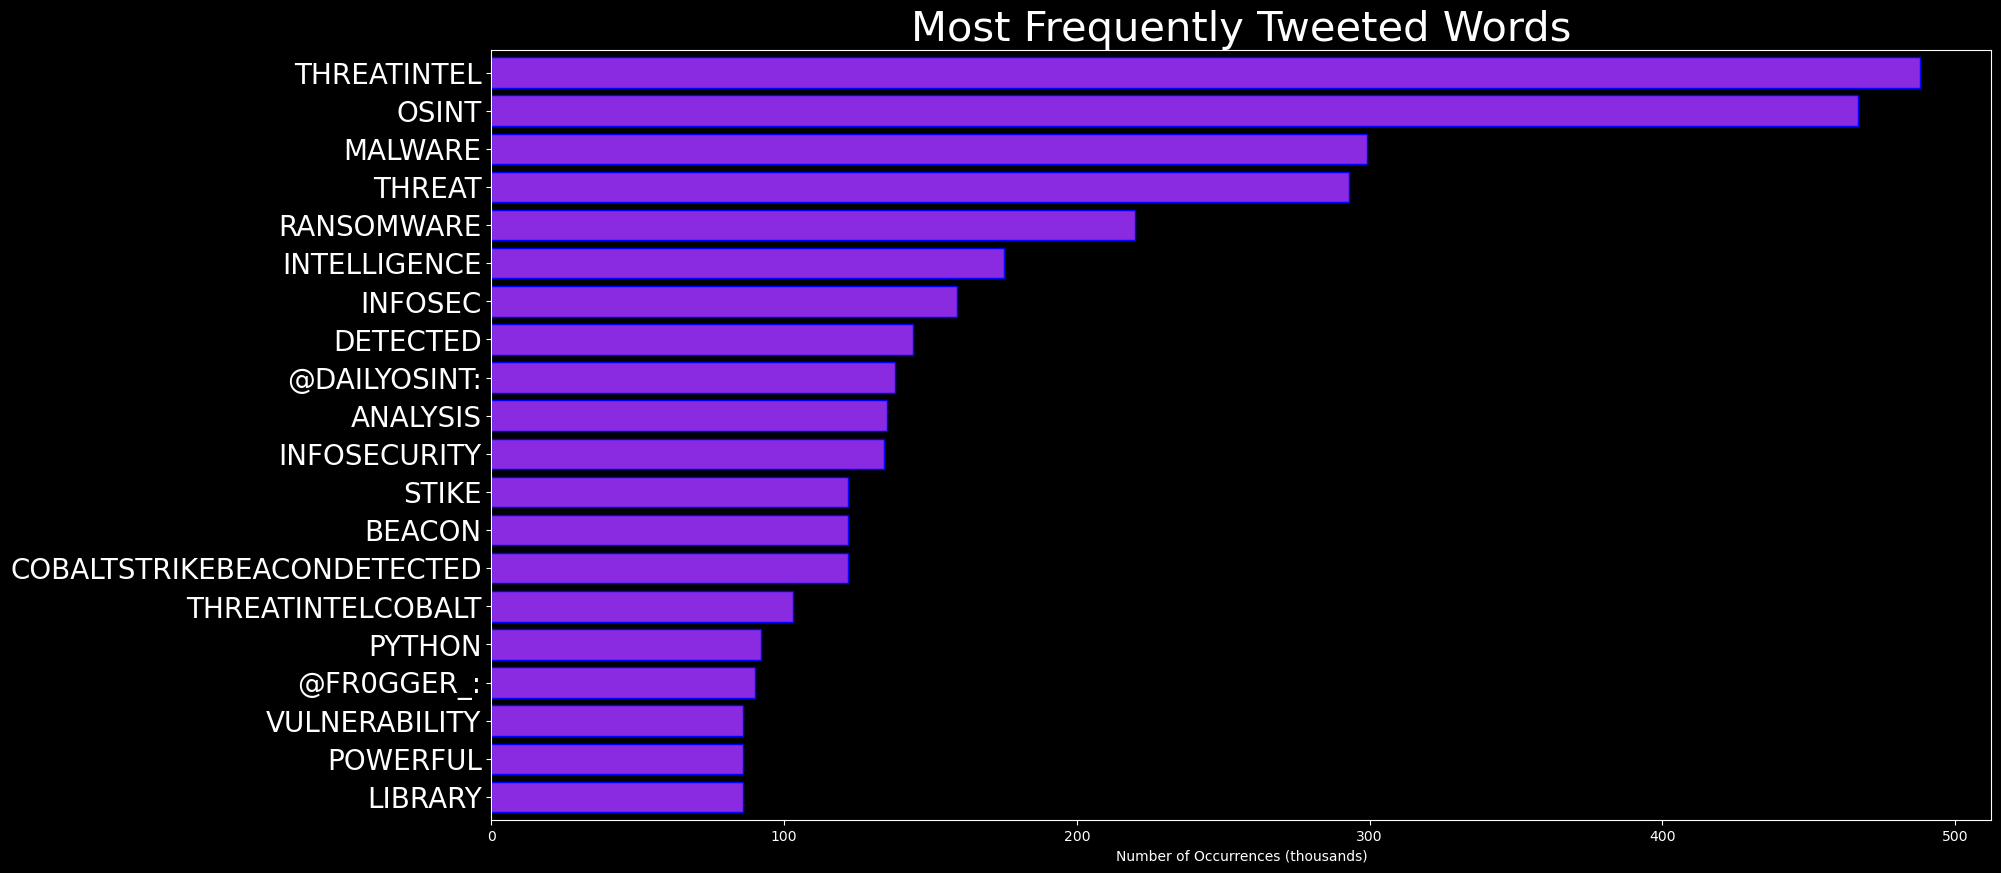 Most Frequently Tweeted Words
THREATINTEL
OSINT
MALWARE
THREAT
RANSOMWARE
INTELLIGENCE
INFOSEC
DETECTED
@DAILYOSINT:
ANALYSIS
INFOSECURITY
STIKE
BEACON
COBALTSTRIKEBEACONDETECTED
THREATINTELCOBALT
PYTHON
@FR0GGER_:
VULNERABILITY
POWERFUL
LIBRARY
0 100 200 300 400 500
Number of Occurrences (thousands)